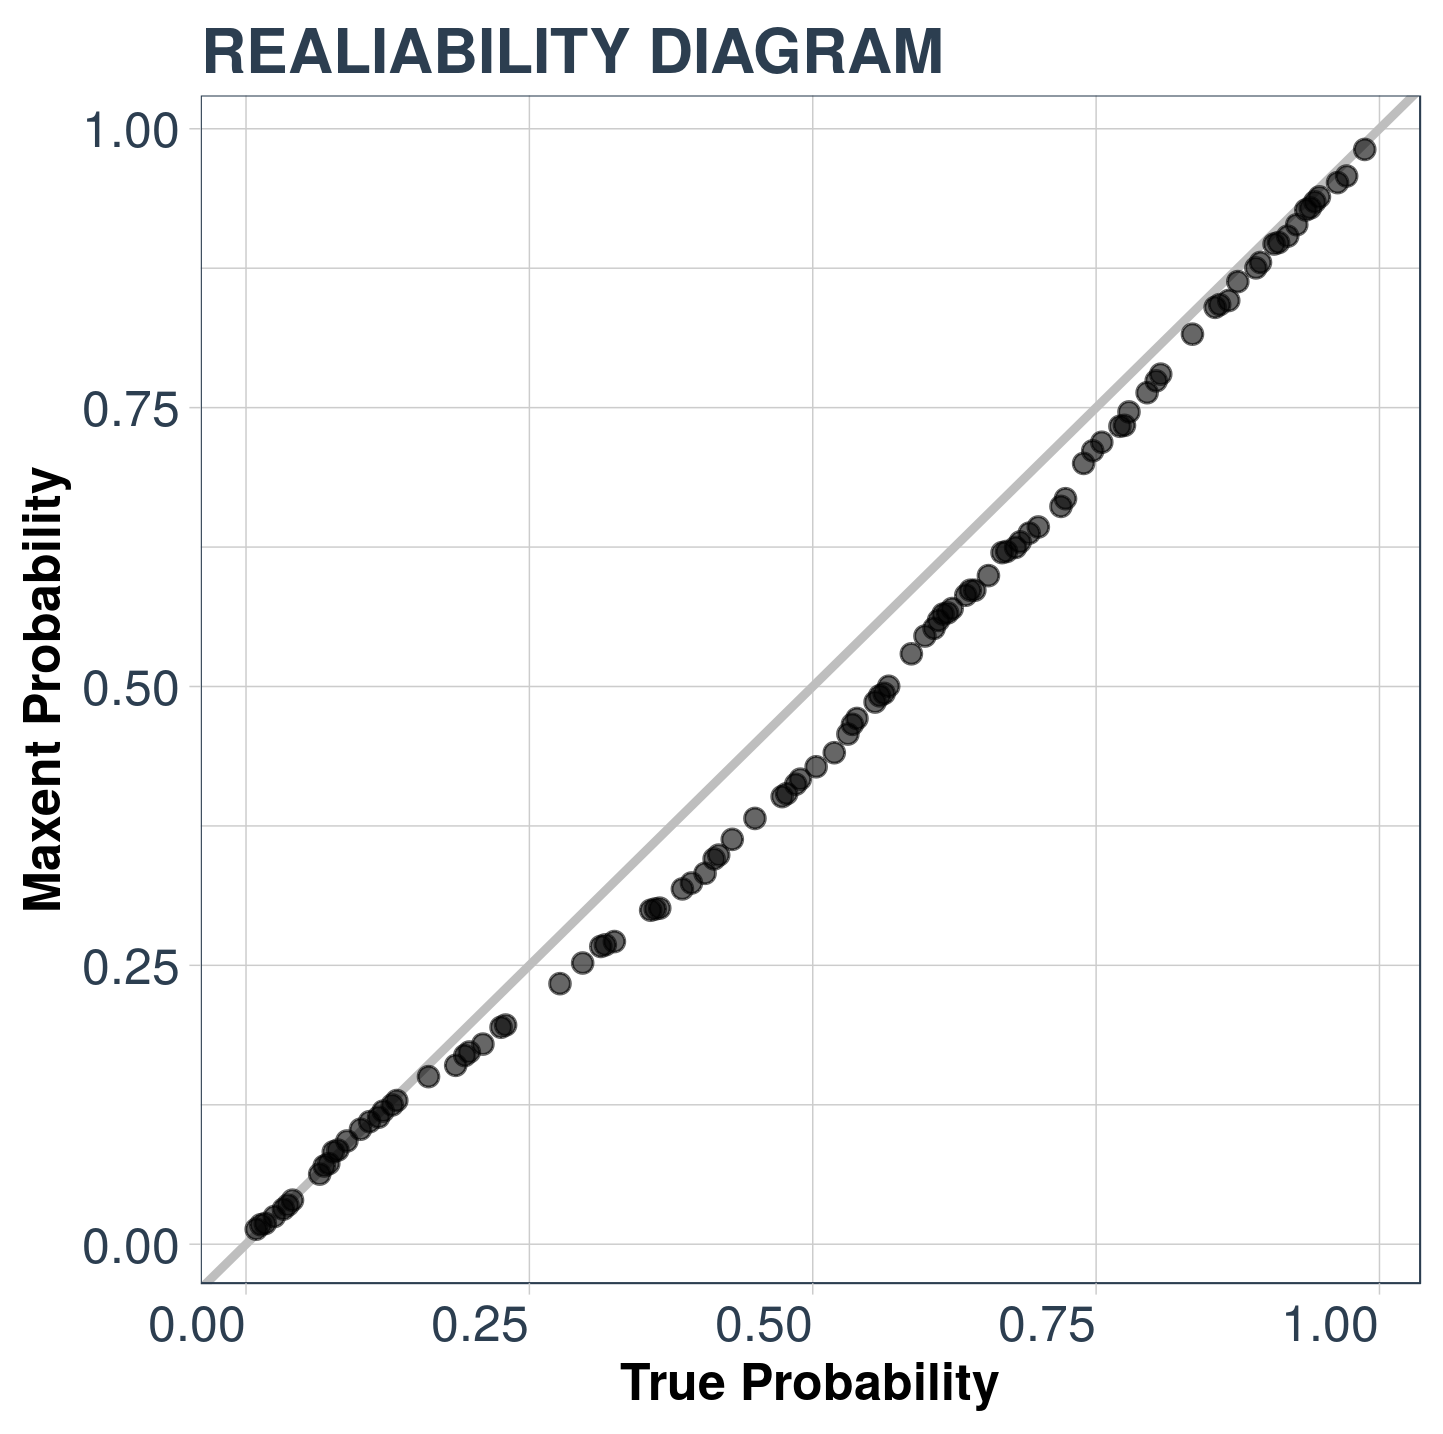 REALIABILITY DIAGRAM
1.00
0.75
0.50
0.25
0.00
Maxent Probability
0.00 0.25 0.50 0.75 1.00
True Probability